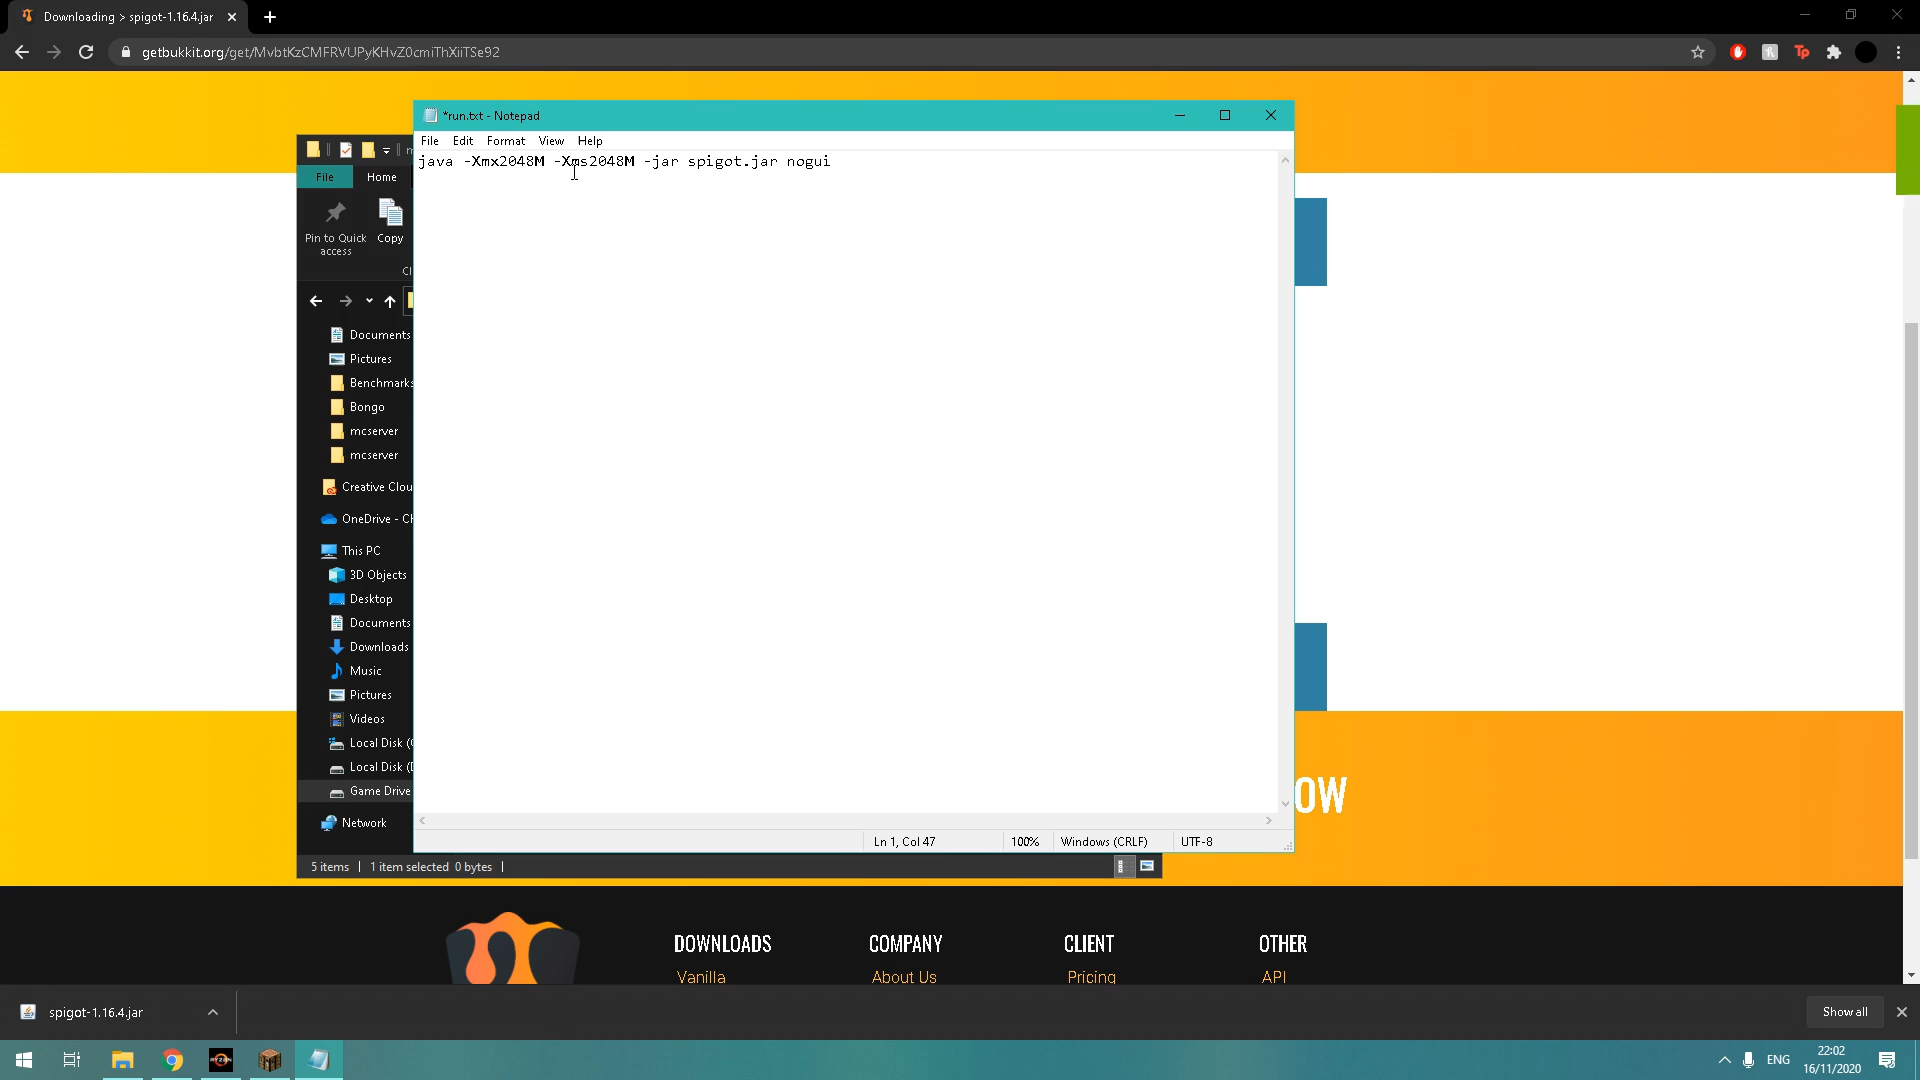 Downloading > spigot-1.16.4.jar
getbukkit.org/get/MvbtKzCMFRVUPyKHvZ0cmiThXiiTSe92
Tp
*run.txt - Notepad
File Edit Format View Help
java -Xmx2048M -Xms2048M -jar spigot.jar nogui
File Home
Pin to Quick access
Copy
Documents
Pictures
Benchmarks
Bongo
mcserver
mcserver
Creative Clou
OneDrive - C
This PC
3D Objects
Desktop
Documents
Downloads
Music
Pictures
Videos
Local Disk (
Local Disk (
Game Drive
Network
Ln 1, Col 47 100% Windows (CRLF) UTF-8
5 items 1 item selected 0 bytes
OW
DOWNLOADS COMPANY CLIENT OTHER
Vanilla About Us Pricing API
spigot-1.16.4.jar
Show all
RYZEN
ENG
22:02
16/11/2020